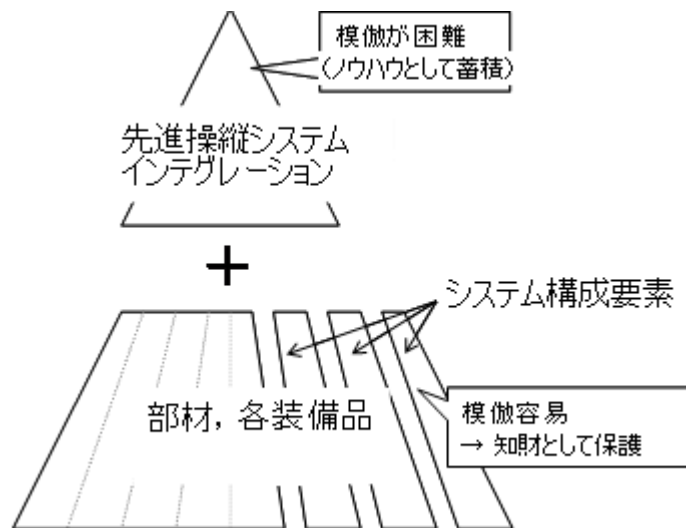 模倣が困難
(ノウハウとして蓄積)
先進操縦システム
インテグレーション
+
システム構成要素
部材, 各装備品
模倣容易
→ 知財として保護